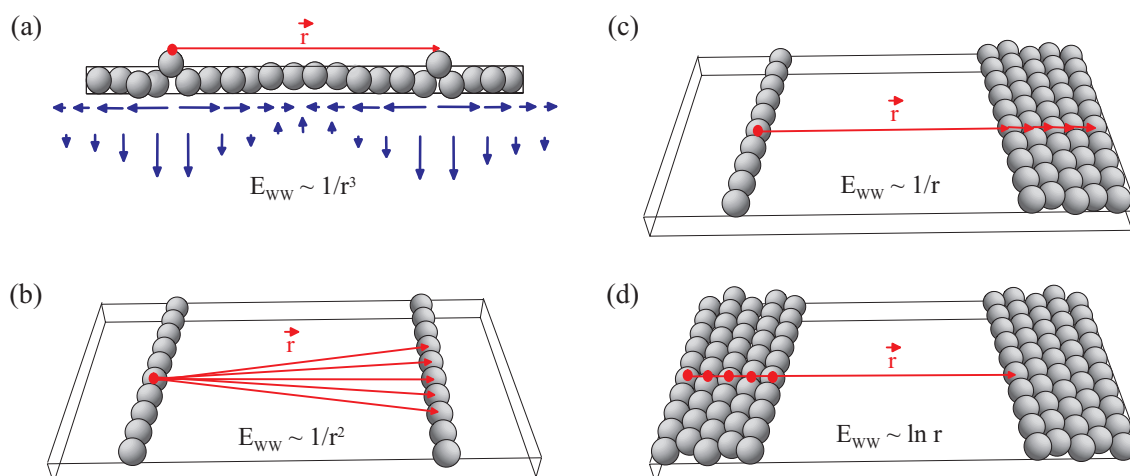 (a)
r
E_WW ~ 1/r³
(b)
r
E_WW ~ 1/r²
(c)
r
E_WW ~ 1/r
(d)
r
E_WW ~ ln r